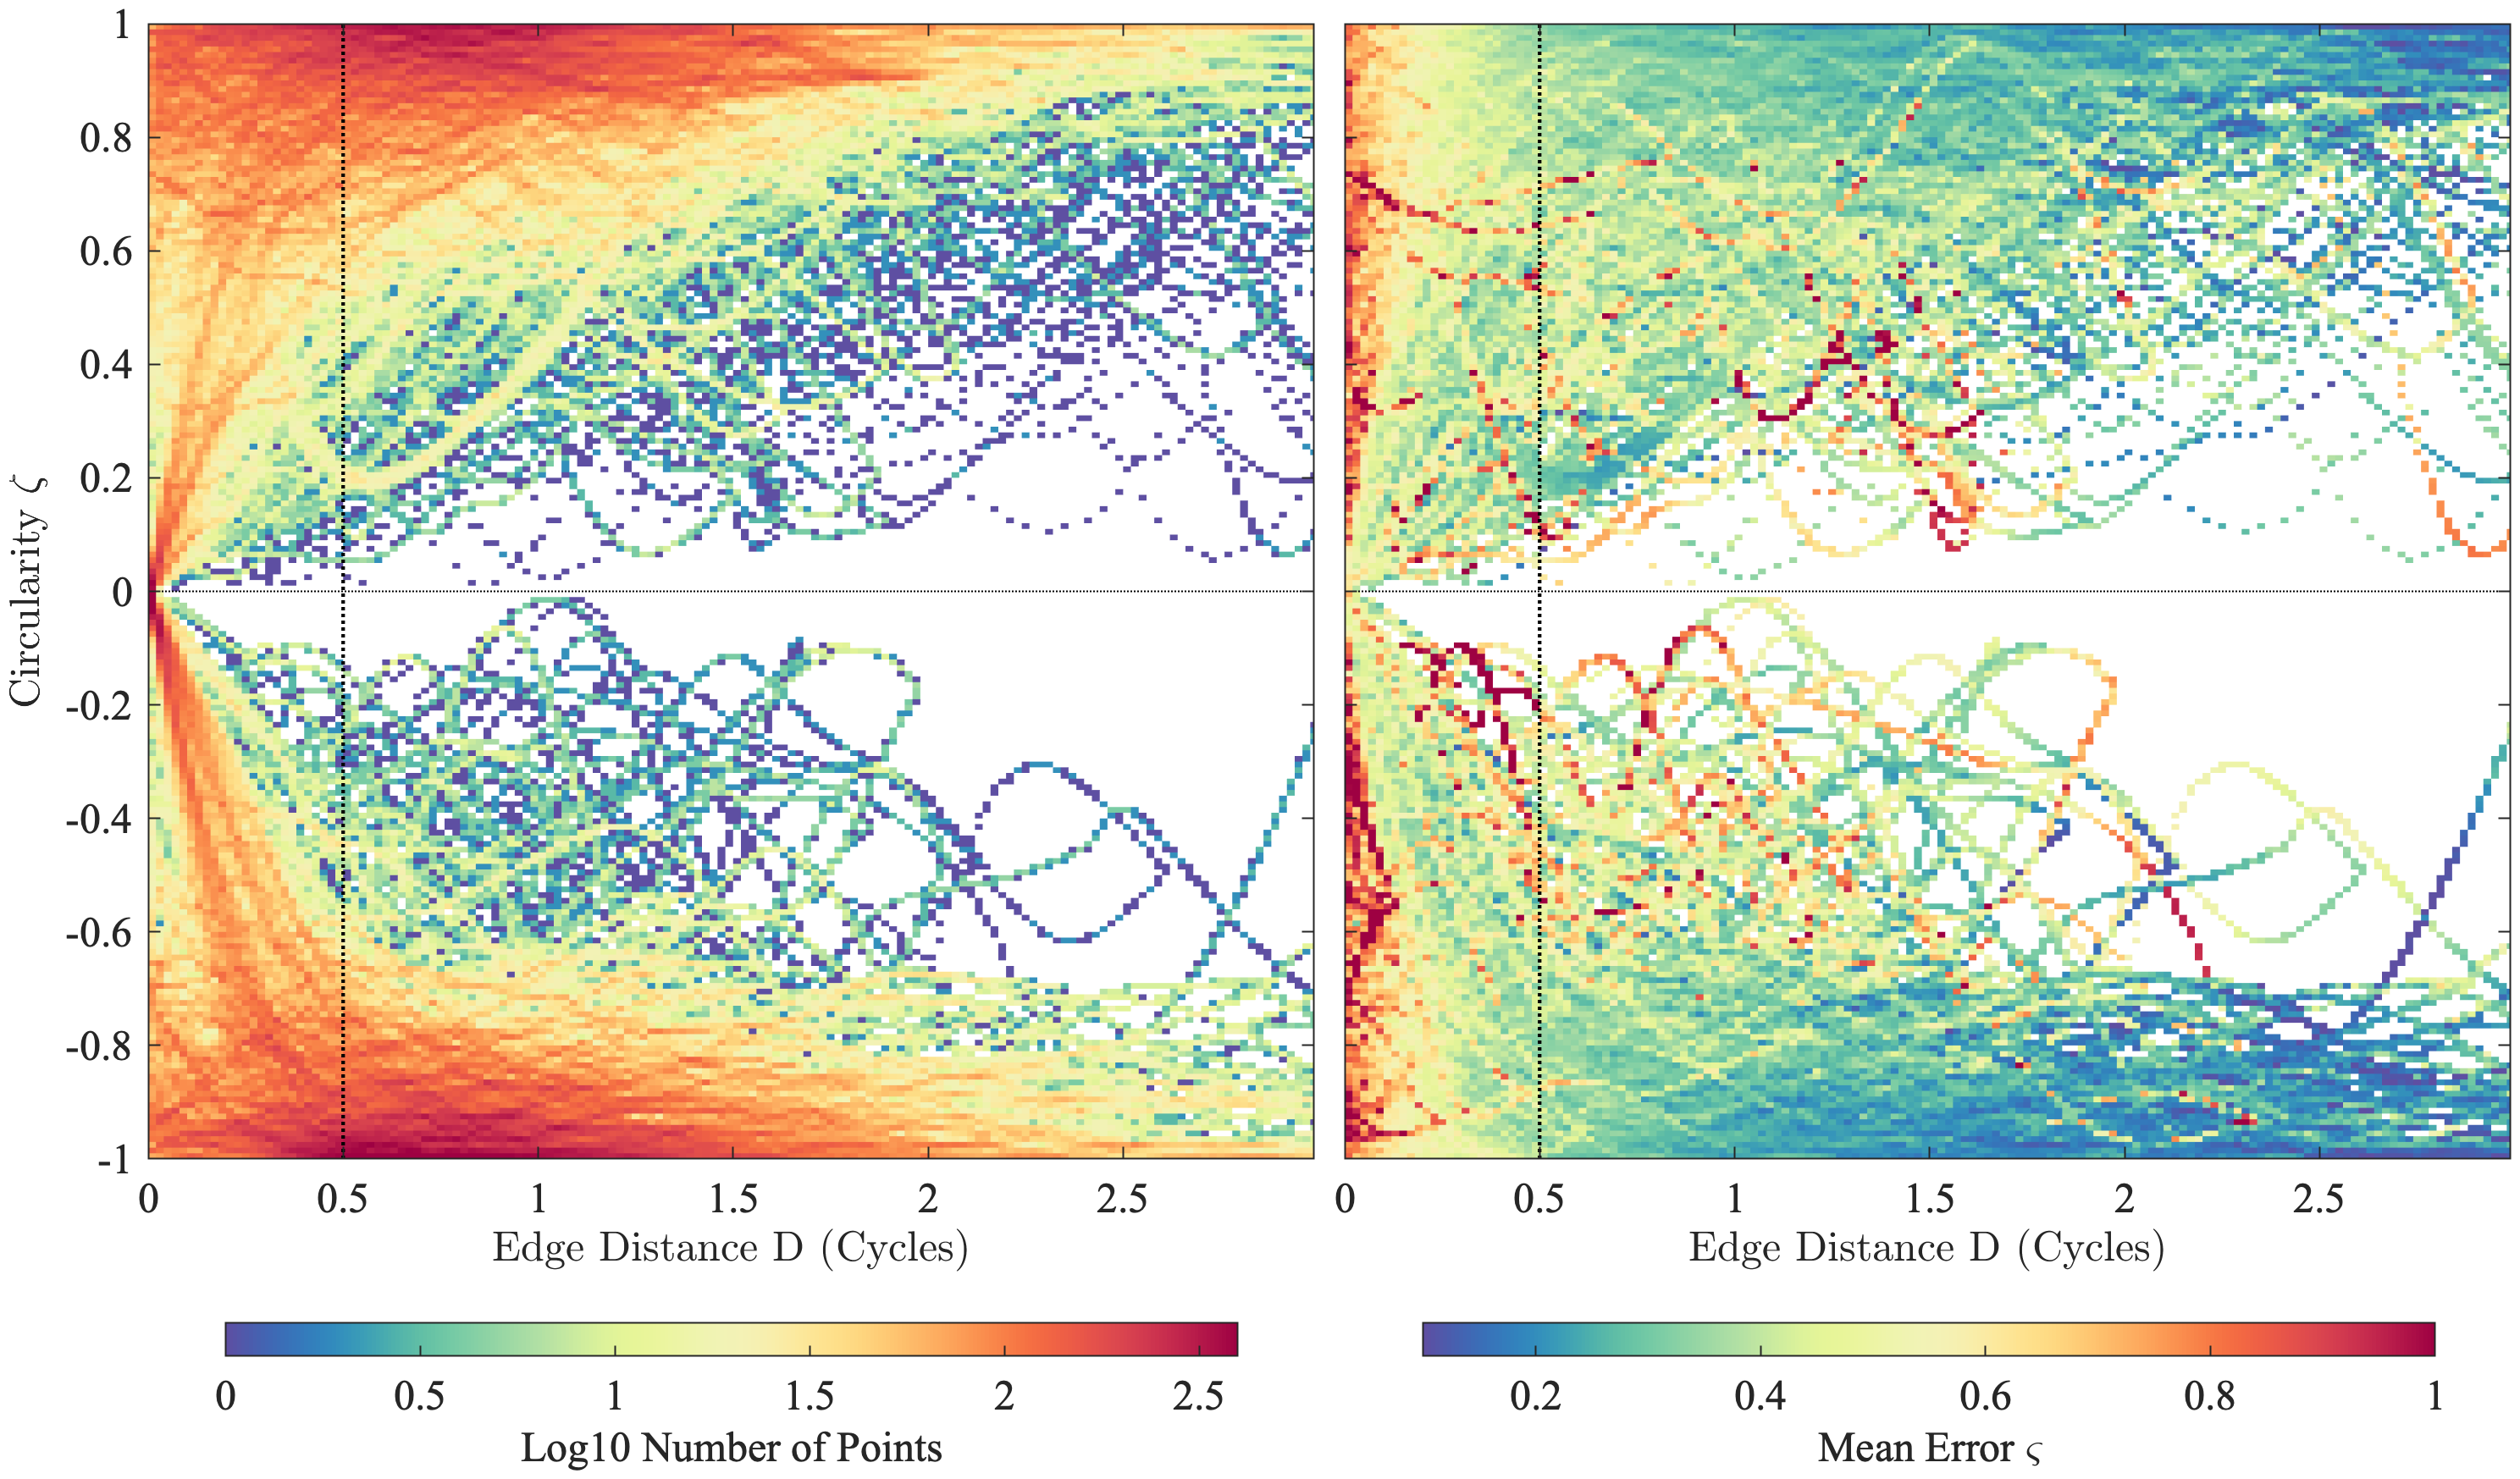 1
0.8
0.6
0.4
0.2
0
-0.2
-0.4
-0.6
-0.8
-1
Circularity ζ
0 0.5 1 1.5 2 2.5
0 0.5 1 1.5 2 2.5
Edge Distance D (Cycles)
Edge Distance D (Cycles)
0 0.5 1 1.5 2 2.5
0.2 0.4 0.6 0.8 1
Log10 Number of Points
Mean Error ς